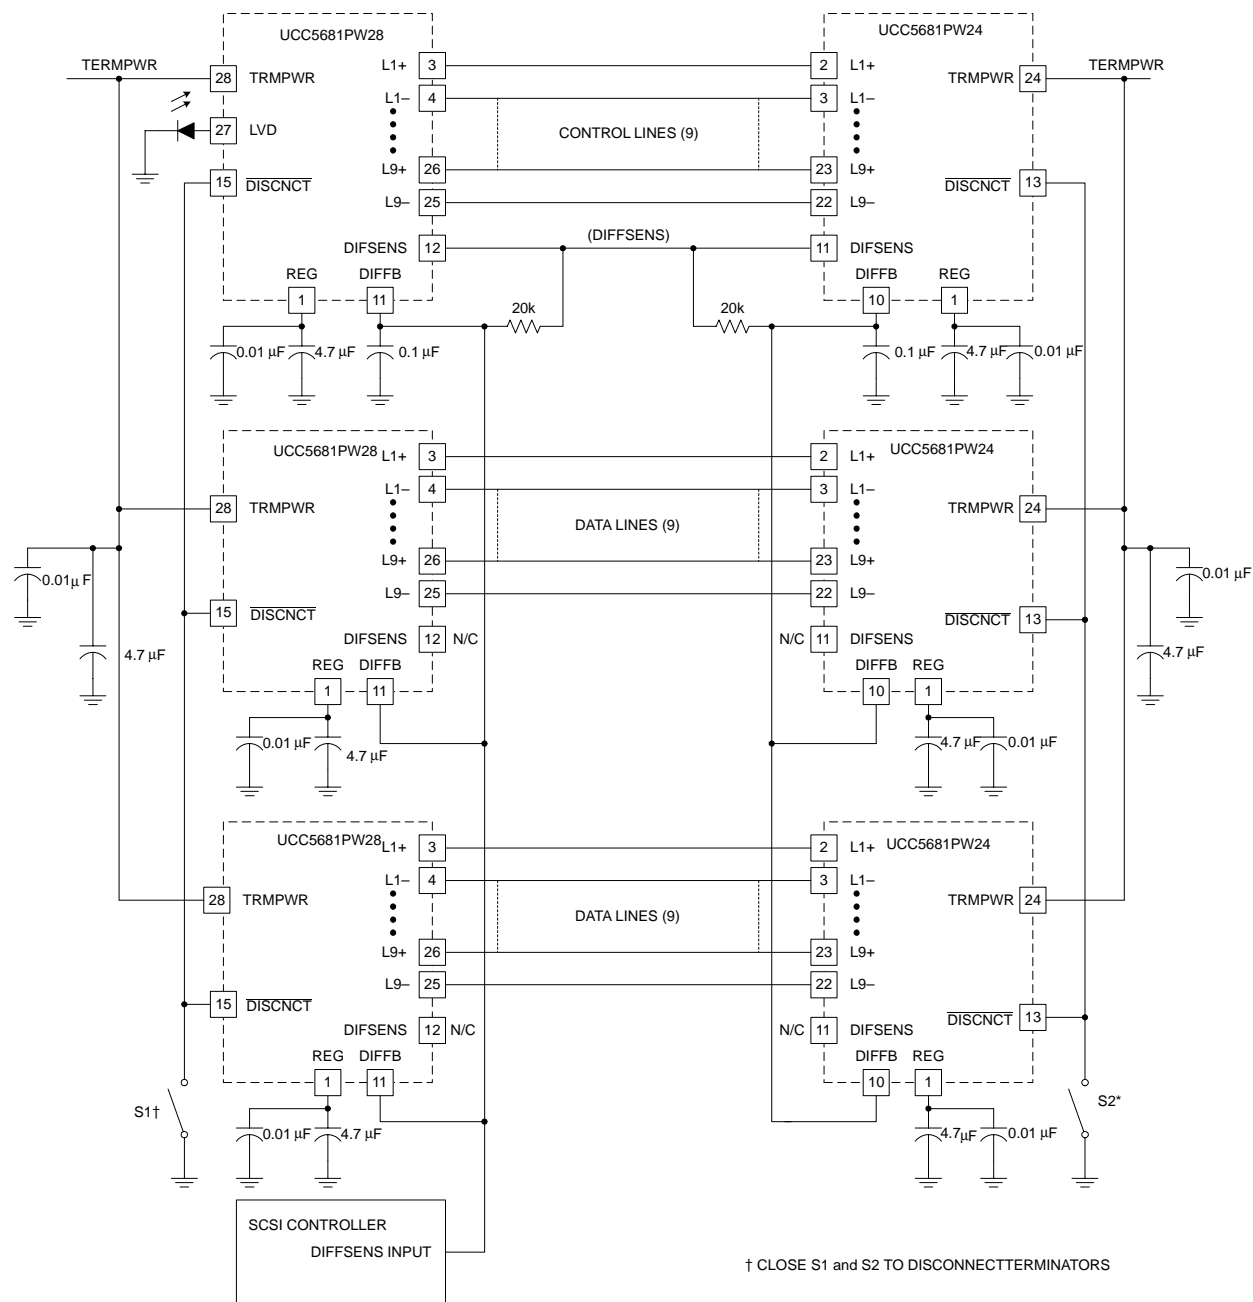 UCC5681PW28
UCC5681PW24
TERMPWR
28
TRMPWR
L1+
3
2
L1+
TRMPWR
24
TERMPWR
L1–
4
3
L1–
27
LVD
CONTROL LINES (9)
15
DISCNCT
L9+
26
23
L9+
DISCNCT
13
L9–
25
22
L9–
(DIFFSENS)
DIFSENS
12
11
DIFSENS
REG
DIFFB
DIFFB
REG
1
11
10
1
20k
20k
0.01 µF
4.7 µF
0.1 µF
0.1 µF
4.7 µF
0.01 µF
UCC5681PW28
UCC5681PW24
L1+
3
2
L1+
L1–
4
3
L1–
28
TRMPWR
TRMPWR
24
DATA LINES (9)
L9+
26
23
L9+
0.01µ F
0.01 µF
L9–
25
22
L9–
15
DISCNCT
DISCNCT
13
DIFSENS
12
N/C
N/C
11
DIFSENS
4.7 µF
4.7 µF
REG
DIFFB
DIFFB
REG
1
11
10
1
0.01 µF
4.7 µF
4.7 µF
0.01 µF
UCC5681PW28
UCC5681PW24
L1+
3
2
L1+
L1–
4
3
L1–
28
TRMPWR
TRMPWR
24
DATA LINES (9)
L9+
26
23
L9+
L9–
25
22
L9–
15
DISCNCT
DISCNCT
13
DIFSENS
12
N/C
N/C
11
DIFSENS
REG
DIFFB
DIFFB
REG
1
11
10
1
S1†
S2*
0.01 µF
4.7 µF
4.7µF
0.01 µF
SCSI CONTROLLER
DIFFSENS INPUT
† CLOSE S1 and S2 TO DISCONNECTTERMINATORS